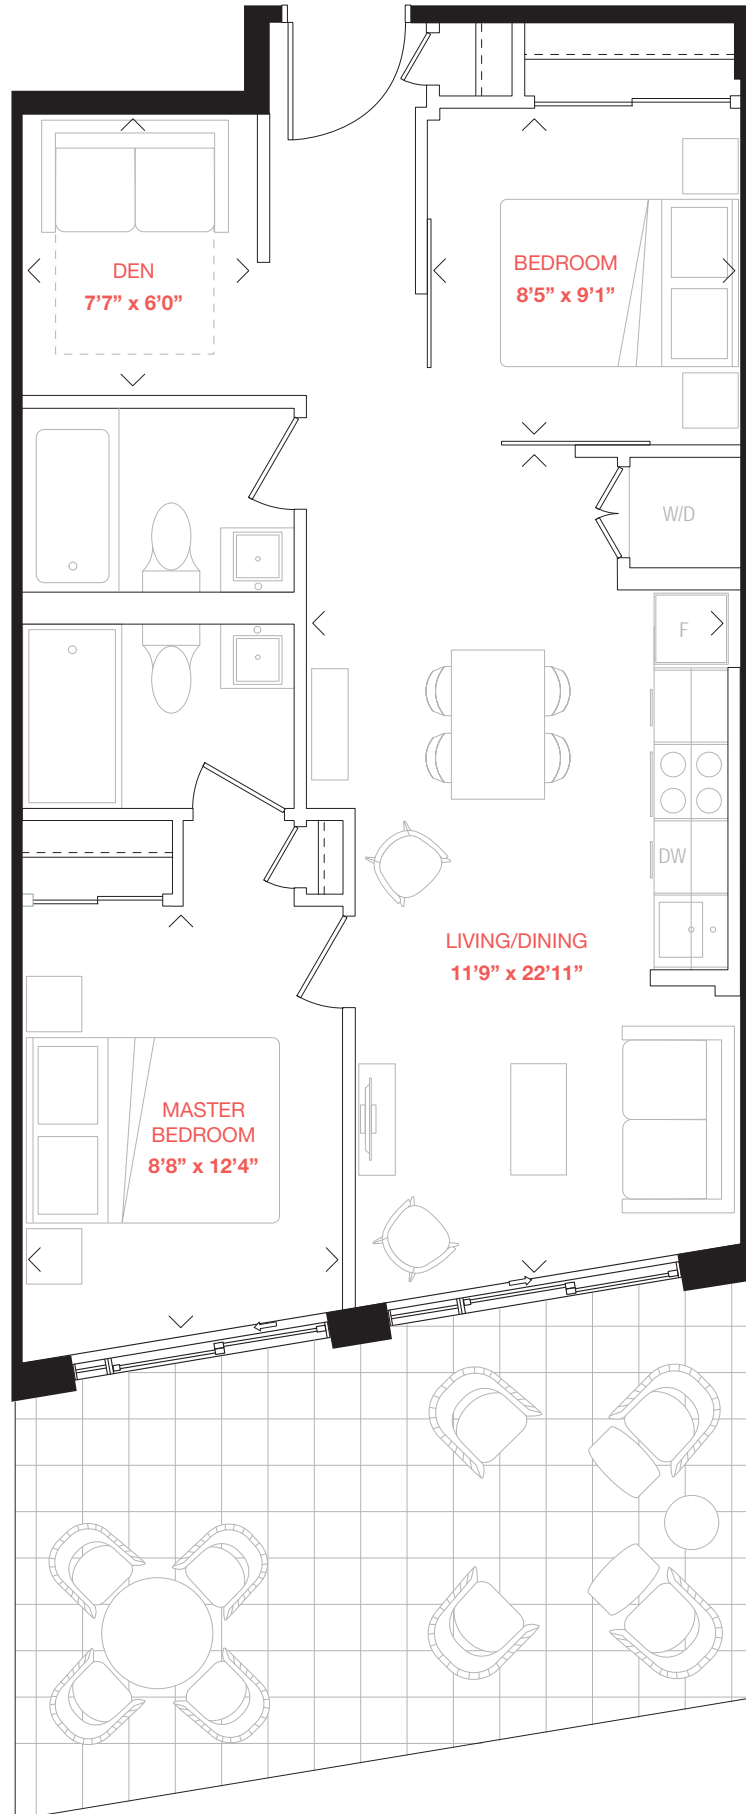 DEN
7’7” x 6’0”
BEDROOM
8’5” x 9’1”
W/D
F
DW
LIVING/DINING
11’9” x 22’11”
MASTER
BEDROOM
8’8” x 12’4”